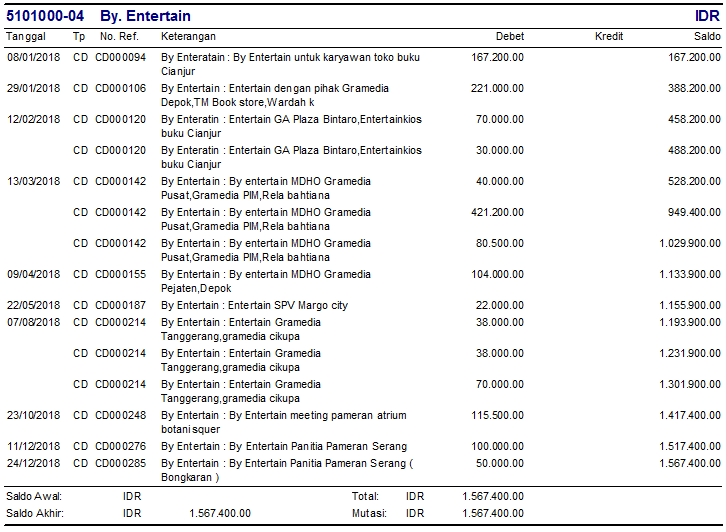 5101000-04 By. Entertain IDR
Tanggal Tp No. Ref. Keterangan Debet Kredit Saldo
08/01/2018 CD CD000094 By Enteratain : By Entertain untuk karyawan toko buku 167.200.00 167.200.00
Cianjur
29/01/2018 CD CD000106 By Entertain : Entertain dengan pihak Gramedia 221.000.00 388.200.00
Depok,TM Book store,Wardah k
12/02/2018 CD CD000120 By Enteratin : Entertain GA Plaza Bintaro,Entertainkios 70.000.00 458.200.00
buku Cianjur
CD CD000120 By Enteratin : Entertain GA Plaza Bintaro,Entertainkios 30.000.00 488.200.00
buku Cianjur
13/03/2018 CD CD000142 By Entertain : By entertain MDHO Gramedia 40.000.00 528.200.00
Pusat,Gramedia PIM,Rela bahtiana
CD CD000142 By Entertain : By entertain MDHO Gramedia 421.200.00 949.400.00
Pusat,Gramedia PIM,Rela bahtiana
CD CD000142 By Entertain : By entertain MDHO Gramedia 80.500.00 1.029.900.00
Pusat,Gramedia PIM,Rela bahtiana
09/04/2018 CD CD000155 By Entertain : By entertain MDHO Gramedia 104.000.00 1.133.900.00
Pejaten,Depok
22/05/2018 CD CD000187 By Entertain : Entertain SPV Margo city 22.000.00 1.155.900.00
07/08/2018 CD CD000214 By Entertain : Entertain Gramedia 38.000.00 1.193.900.00
Tanggerang,gramedia cikupa
CD CD000214 By Entertain : Entertain Gramedia 38.000.00 1.231.900.00
Tanggerang,gramedia cikupa
CD CD000214 By Entertain : Entertain Gramedia 70.000.00 1.301.900.00
Tanggerang,gramedia cikupa
23/10/2018 CD CD000248 By Entertain : By Entertain meeting pameran atrium 115.500.00 1.417.400.00
botanisquer
11/12/2018 CD CD000276 By Entertain : By Entertain Panitia Pameran Serang 100.000.00 1.517.400.00
24/12/2018 CD CD000285 By Entertain : By Entertain Panitia Pameran Serang ( 50.000.00 1.567.400.00
Bongkaran )
Saldo Awal: IDR Total: IDR 1.567.400.00
Saldo Akhir: IDR 1.567.400.00 Mutasi: IDR 1.567.400.00